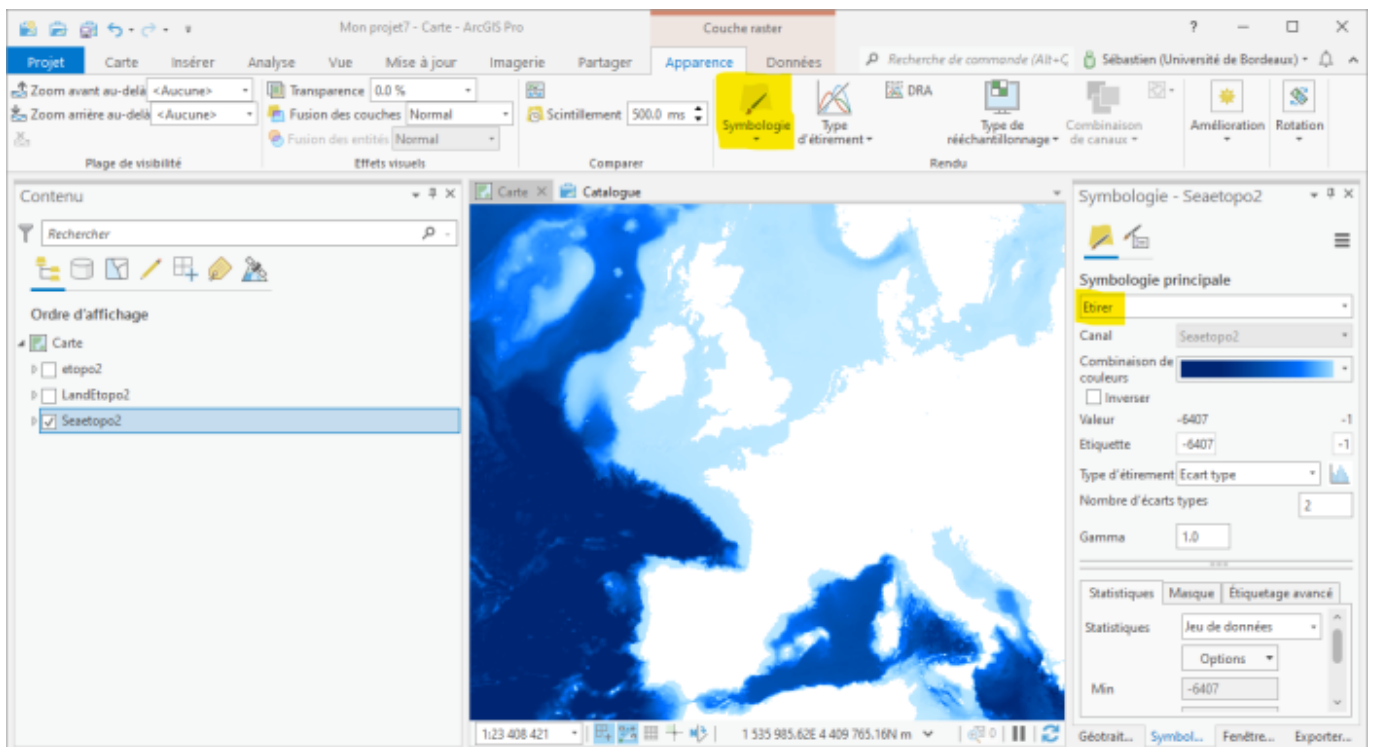 Mon projet7 - Carte - ArcGIS Pro
Couche raster
?
Projet Carte Insérer Analyse Vue Mise à jour Imagerie Partager Apparence Données Recherche de commande (Alt+Q Sébastien (Université de Bordeaux)
Zoom avant au-delà <Aucune> Transparence 0.0 % DRA
Zoom arrière au-delà <Aucune> Fusion des couches Normal Scintillement 500.0 ms
Fusion des entités Normal
Symbologie Type d'étirement Type de rééchantillonnage Combinaison de canaux Amélioration Rotation
Plage de visibilité Effets visuels Comparer Rendu
Contenu
Rechercher
Ordre d'affichage
Carte
etopo2
LandEtopo2
Seaetopo2
Carte Catalogue
1:23 408 421 1 535 985.62E 4 409 765.16N m 0
Symbologie - Seaetopo2
Symbologie principale
Etirer
Canal Seaetopo2
Combinaison de
couleurs
Inverser
Valeur -6407 -1
Etiquette -6407 -1
Type d'étirement Ecart type
Nombre d'écarts types 2
Gamma 1.0
Statistiques Masque Étiquetage avancé
Statistiques Jeu de données
Options
Min -6407
Géotrait... Symbol... Fenêtre... Exporter...